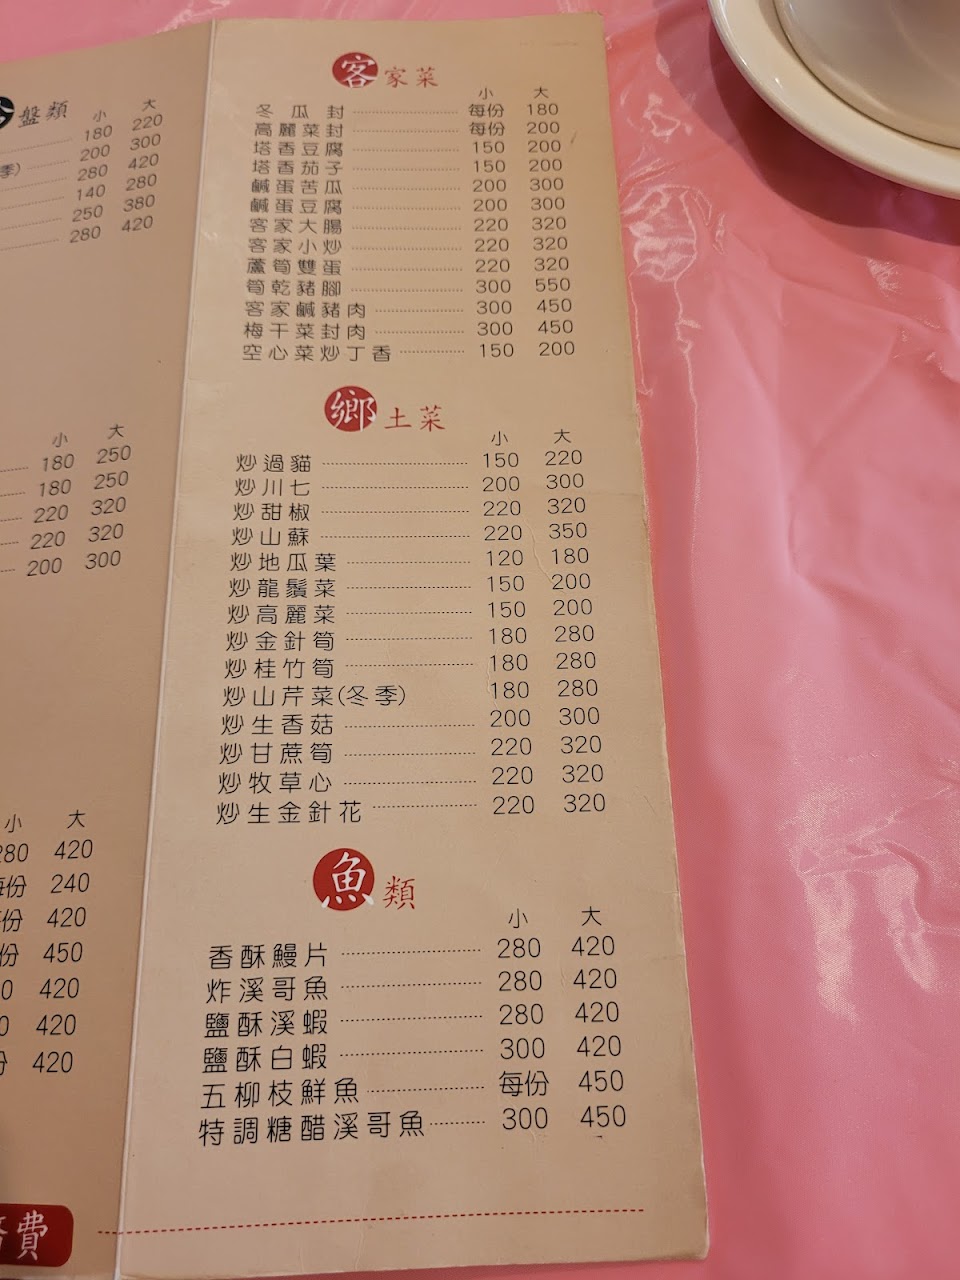 盤類
小 大
180 220
200 300
季) 280 420
140 280
250 380
280 420
小 大
180 250
180 250
220 320
220 320
200 300
小 大
280 420
每份 240
份 420
份 450
0 420
0 420
份 420
費
客家菜
小 大
冬瓜封 每份 180
高麗菜封 每份 200
塔香豆腐 150 200
塔香茄子 150 200
鹹蛋苦瓜 200 300
鹹蛋豆腐 200 300
客家大腸 220 320
客家小炒 220 320
蘆筍雙蛋 220 320
筍乾豬腳 300 550
客家鹹豬肉 300 450
梅干菜封肉 300 450
空心菜炒丁香 150 200
鄉土菜
小 大
炒過貓 150 220
炒川七 200 300
炒甜椒 220 320
炒山蘇 220 350
炒地瓜葉 120 180
炒龍鬚菜 150 200
炒高麗菜 150 200
炒金針筍 180 280
炒桂竹筍 180 280
炒山芹菜(冬季) 180 280
炒生香菇 200 300
炒甘蔗筍 220 320
炒牧草心 220 320
炒生金針花 220 320
魚類
小 大
香酥鰻片 280 420
炸溪哥魚 280 420
鹽酥溪蝦 280 420
鹽酥白蝦 300 420
五柳枝鮮魚 每份 450
特調糖醋溪哥魚 300 450